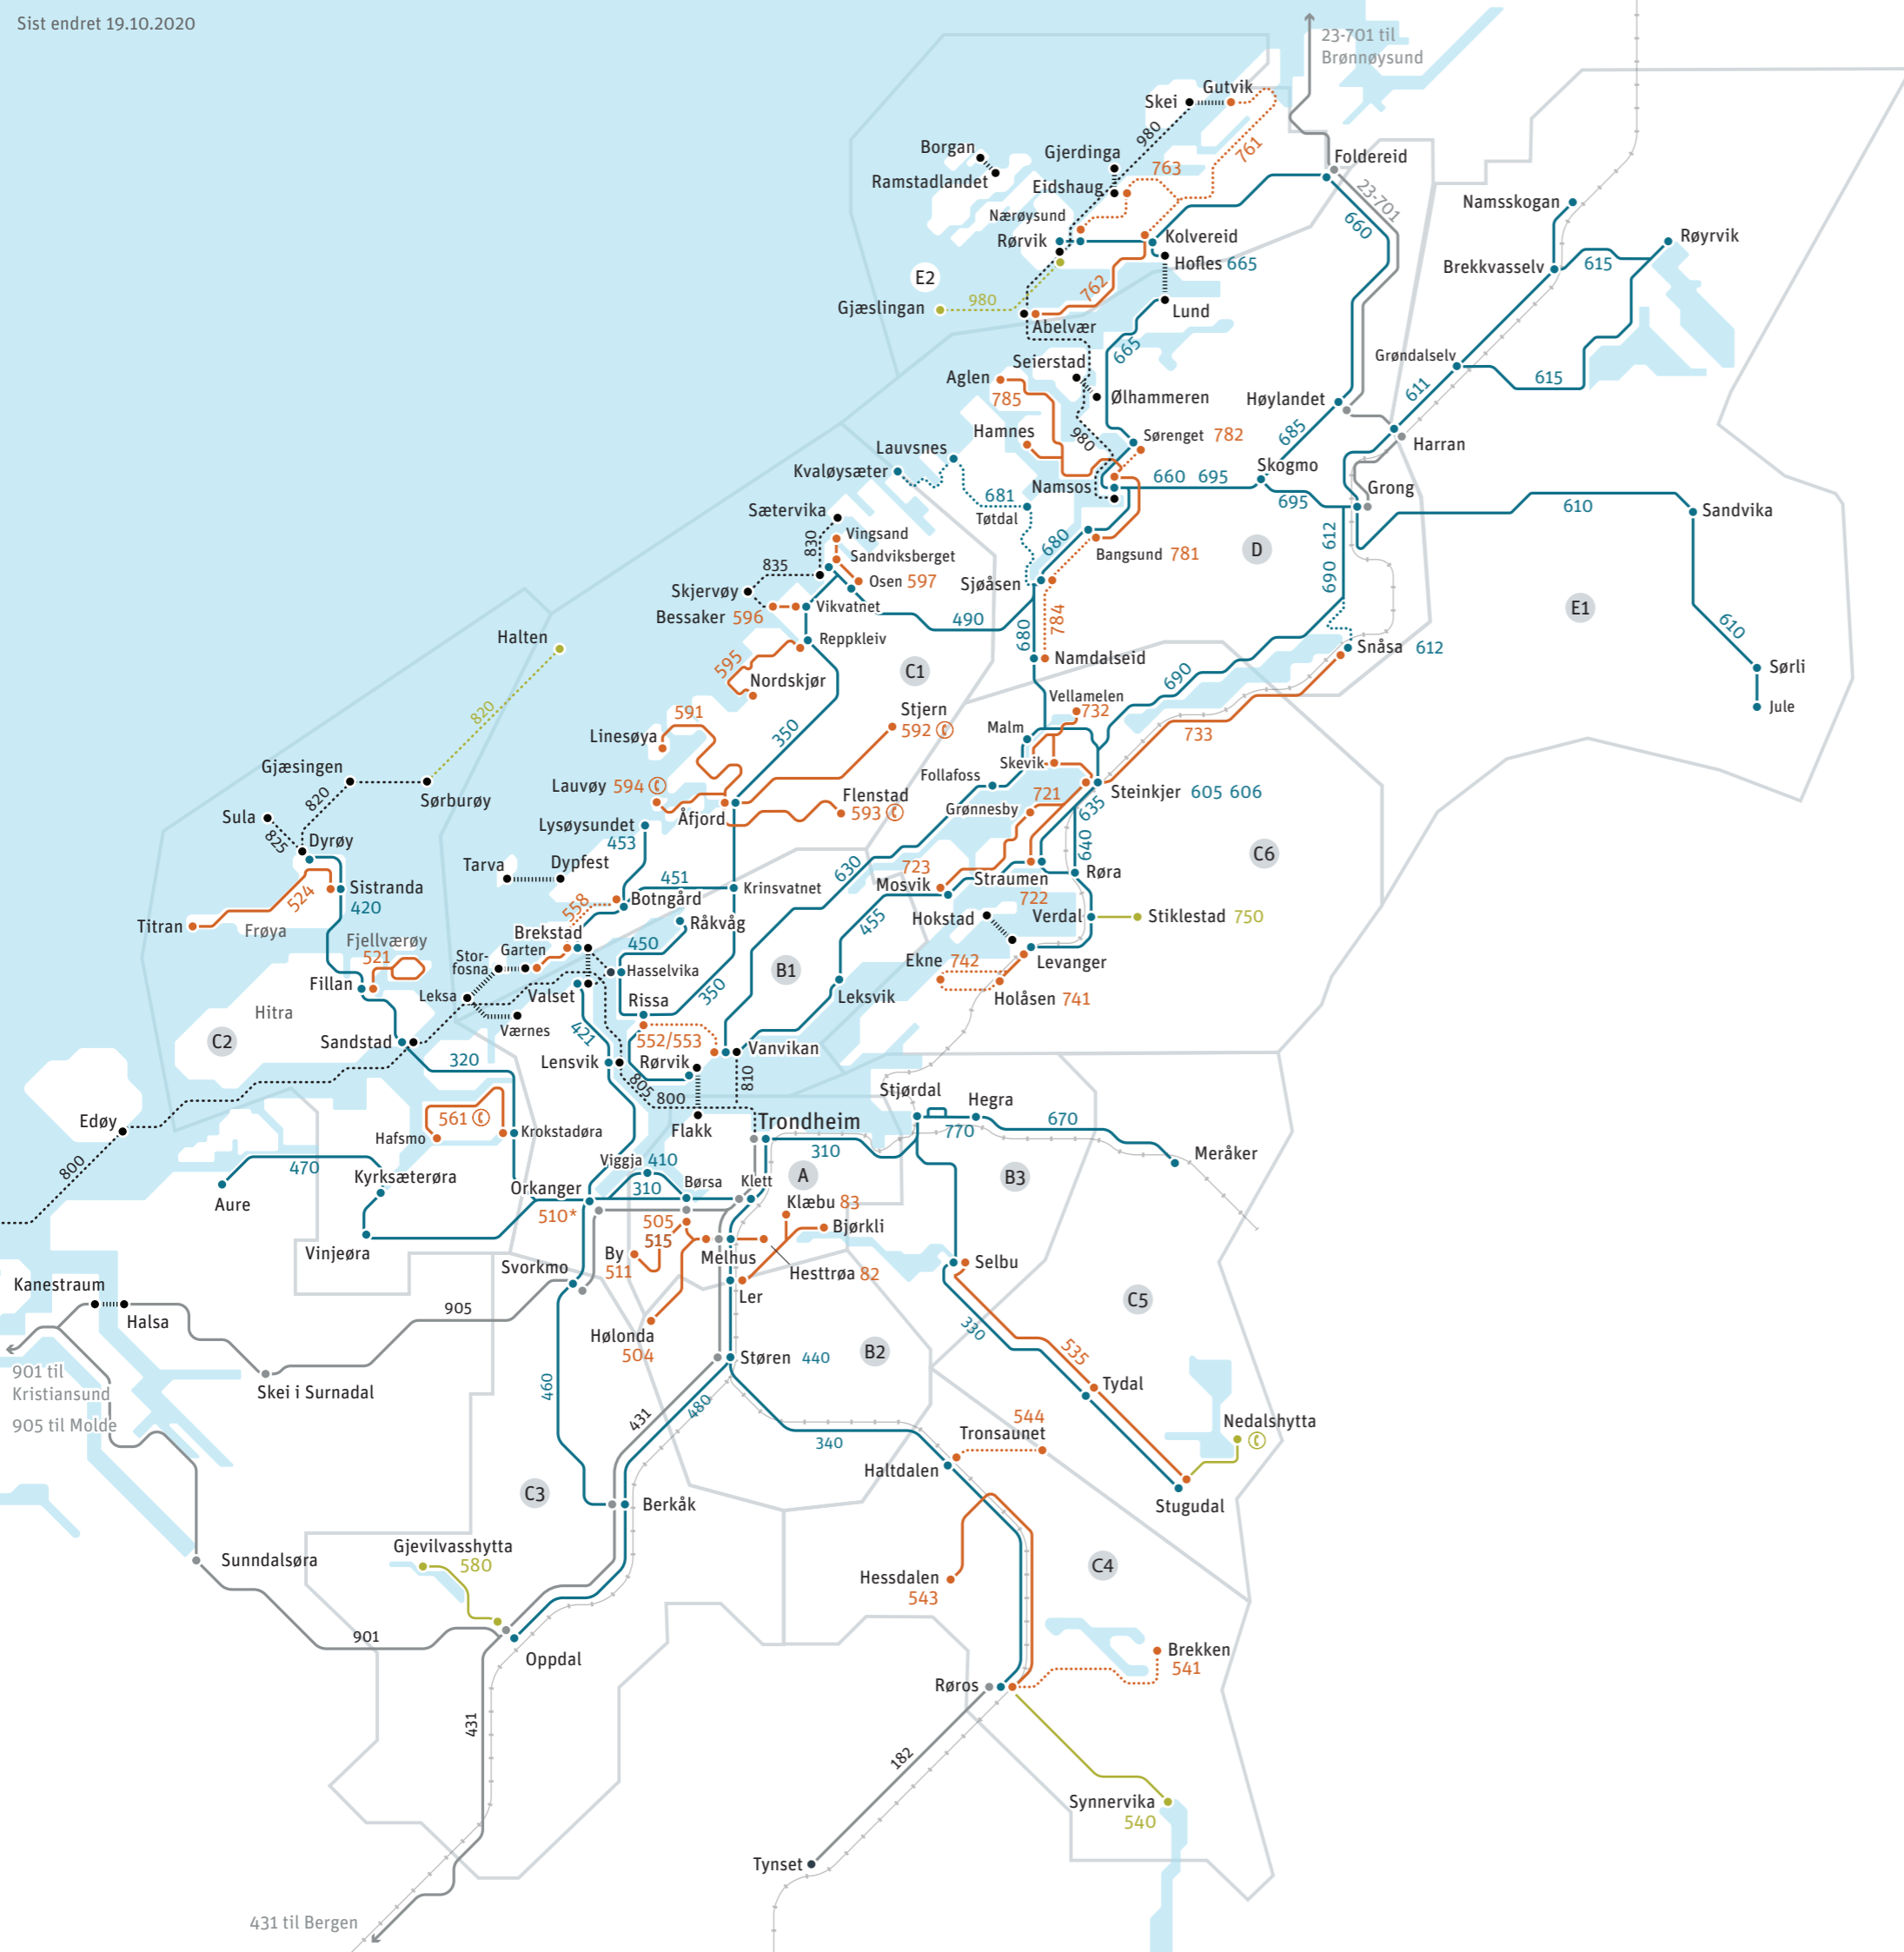 Sist endret 19.10.2020
23-701 til
Brønnøysund
Gutvik
Skei
980
761
Borgan
Ramstadlandet
Gjerdinga
Eidshaug
763
Foldereid
23-701
660
Namsskogan
Røyrvik
Nærøysund
Rørvik
Kolvereid
Hofles 665
Brekkvasselv
615
E2
762
Gjæslingan
980
Abelvær
Lund
665
Seierstad
Aglen
785
Ølhammeren
Grøndalselv
615
611
Høylandet
Hamnes
980
Sørenget 782
685
Harran
Lauvsnes
Kvaløysæter
Skogmo
Namsos
660 695
695
Grong
681
Tøtdal
610
Sandvika
Sætervika
830
Vingsand
Sandviksberget
835
Osen 597
680
Bangsund 781
D
612
690
Skjervøy
Bessaker 596
Vikvatnet
Sjøåsen
490
E1
Reppkleiv
680
784
610
Halten
595
Nordskjør
C1
Namdalseid
Snåsa 612
Sørli
Jule
690
820
591
Linesøya
Stjern
592
350
Vellamelen
732
Malm
733
Skevik
Gjæsingen
820
Sørburøy
Follafoss
Lauvøy 594
Flenstad
593
Åfjord
721
Grønnesby
Steinkjer 605 606
635
Sula
825
Dyrøy
Lysøysundet
453
640
C6
630
723
Mosvik
Straumen
722
Røra
Tarva
Dypfest
451
Krinsvatnet
Sistranda
420
524
558
Botngård
Titran
Frøya
Råkvåg
Hokstad
Verdal
Stiklestad 750
455
Fjellværøy
521
Brekstad
Garten
Stor-
fosna
450
Hasselvika
B1
Ekne 742
Levanger
Fillan
Leksa
Valset
Rissa
350
Leksvik
Holåsen 741
Hitra
Værnes
421
C2
Sandstad
552/553
Vanvikan
320
Lensvik
Rørvik
805
810
800
Edøy
561
Hafsmo
Krokstadøra
Flakk
Trondheim
Stjørdal
Hegra
770
670
Meråker
310
800
470
Kyrksæterøra
Viggja 410
310
Børsa
Klett
A
B3
Aure
Orkanger
510*
505
515
Klæbu 83
Bjørkli
Vinjeøra
By
511
Melhus
Hesttrøa 82
Selbu
Svorkmo
Kanestraum
Halsa
905
Ler
C5
Hølonda
504
330
901 til
Kristiansund
905 til Molde
Skei i Surnadal
Støren 440
B2
535
Tydal
460
431
480
340
544
Tronsaunet
Nedalshytta
Haltdalen
C3
Berkåk
Stugudal
Sunndalsøra
Gjevilvasshytta
580
Hessdalen
543
C4
901
Oppdal
Brekken
541
Røros
431
182
Synnervika
540
Tynset
431 til Bergen